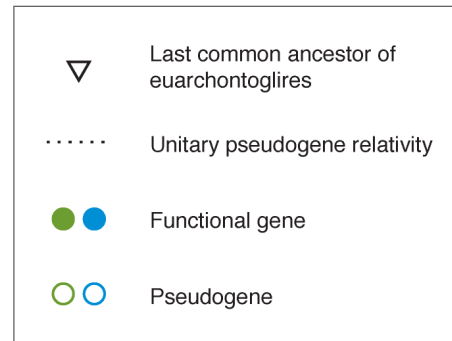 Last common ancestor of
euarchontoglires
Unitary pseudogene relativity
Functional gene
Pseudogene